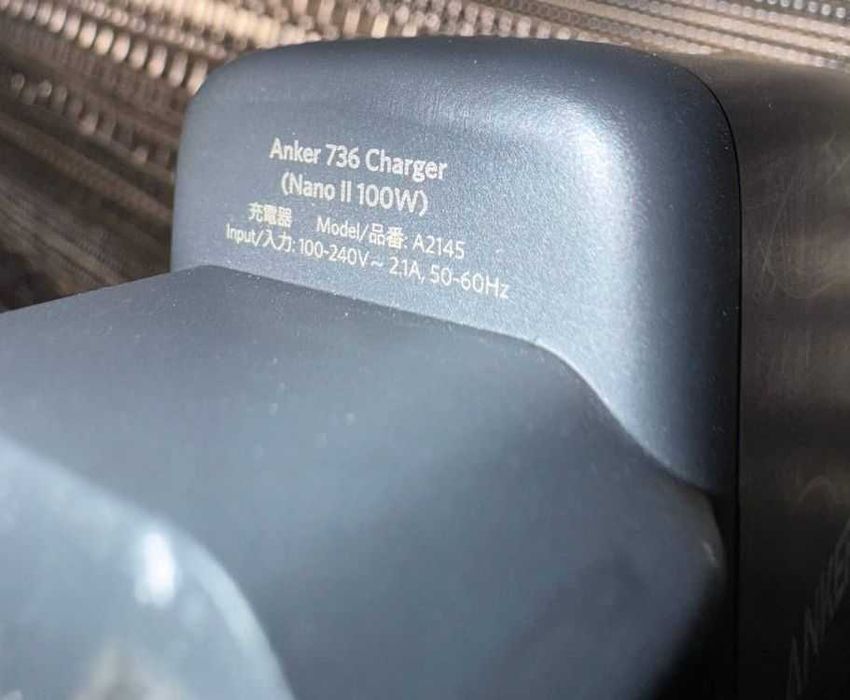 Anker 736 Charger
(Nano II 100W)
充電器 Model/品番: A2145
Input/入力: 100-240V~ 2.1A, 50-60Hz
ANKER